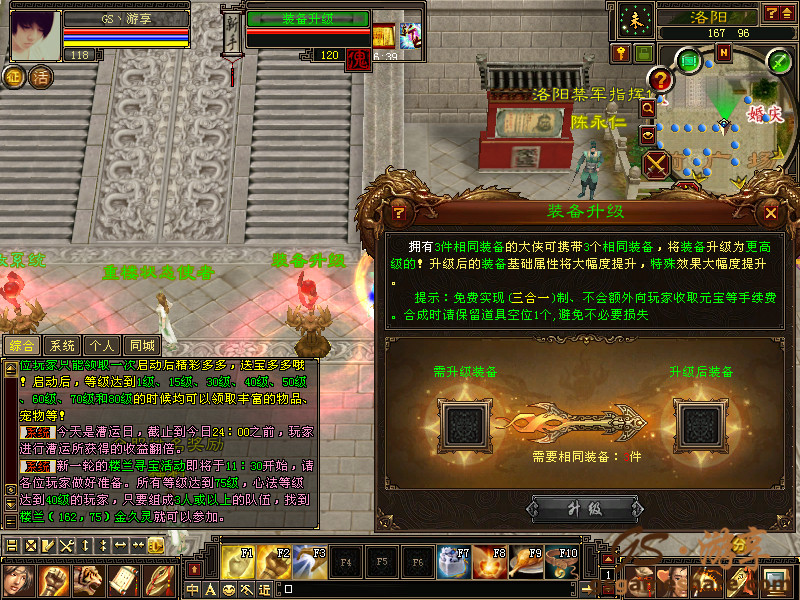 GS丶游享
118
征
活
新手
装备升级
120
6:39
未
洛阳
167 96
N
洛阳禁军指挥
陈永仁
婚庆
广场
重楼状态使者
装备升级
装备升级
拥有3件相同装备的大侠可携带3个相同装备，将装备升级为更高
级的！升级后的装备基础属性将大幅度提升，特殊效果大幅度提升
。
提示：免费实现(三合一)制、不会额外向玩家收取元宝等手续费
。合成时请保留道具空位1个,避免不必要损失
需升级装备
升级后装备
需要相同装备：3件
升级
综合 系统 个人 同城
位玩家只能领取一次启动后精彩多多，送宝多多哦
！启动后，等级达到1级、15级、30级、40级、50级
、60级、70级和80级的时候均可以领取丰富的物品、
宠物等！
系统 今天是漕运日，截止到今日24：00之前，玩家
进行漕运所获得的收益翻倍。
系统 新一轮的楼兰寻宝活动即将于11：30开始，请
各位玩家做好准备。所有等级达到75级，心法等级
达到40级的玩家，只要组成3人或以上的队伍，找到
楼兰（162，75）金久灵就可以参加。
F1 F2 F3 F4 F5 F6 F7 F8 F9 F10
中 A 近
1
GS·游享